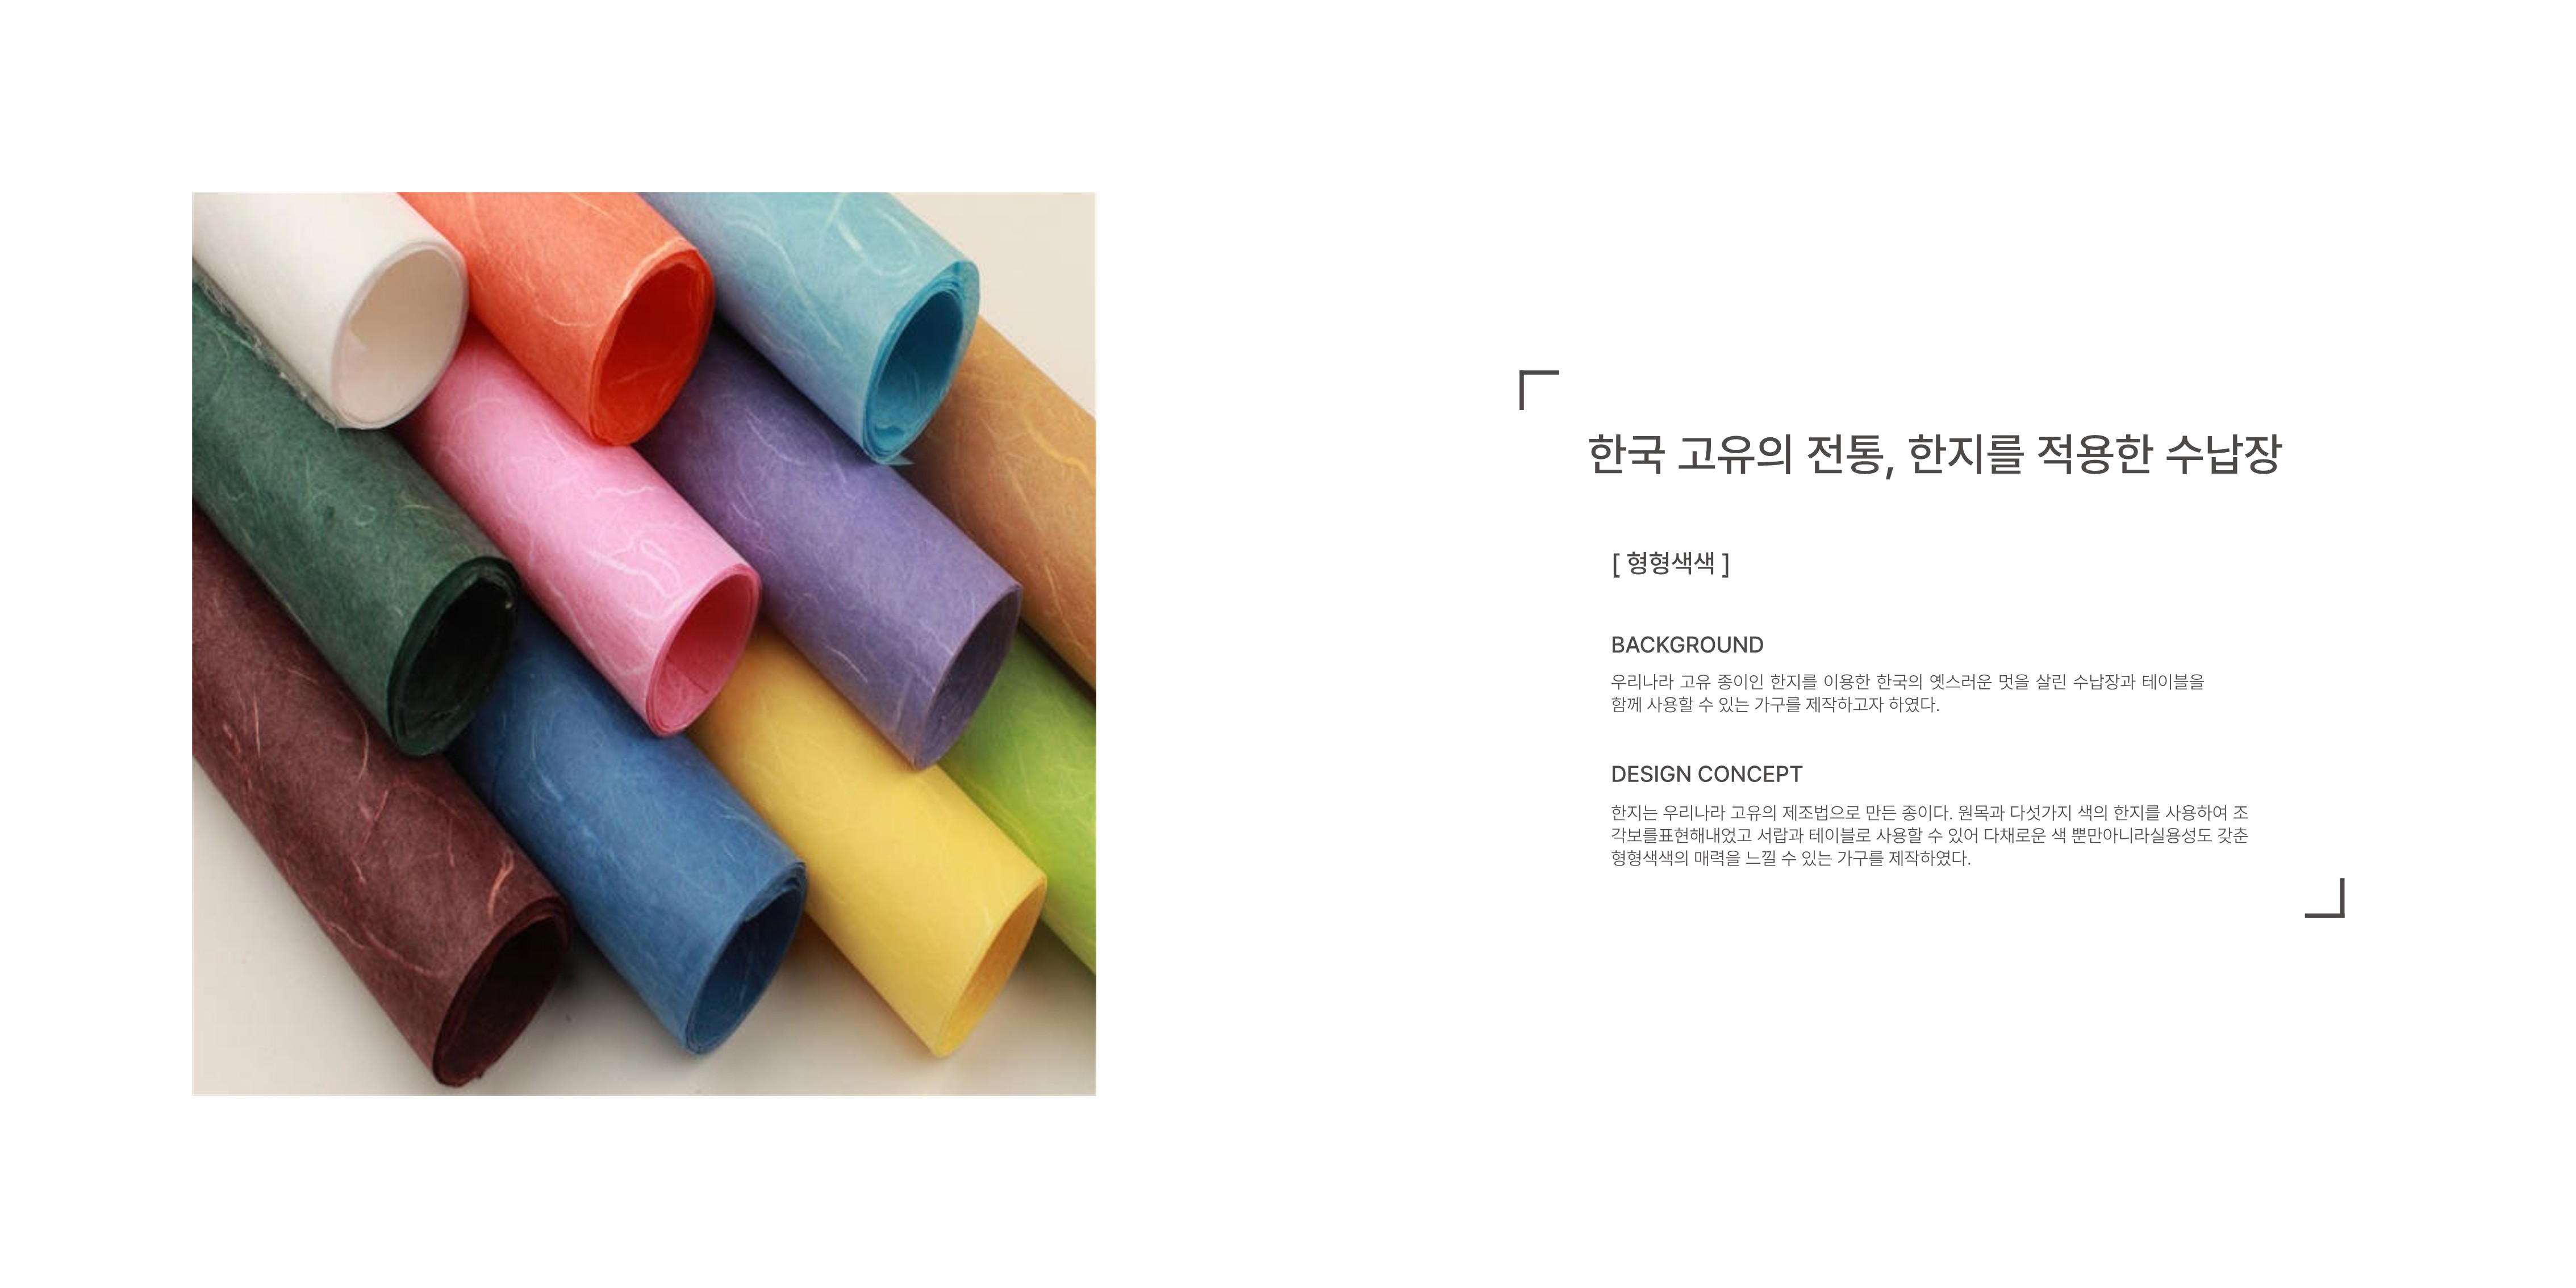 한국 고유의 전통, 한지를 적용한 수납장
[ 형형색색 ]
BACKGROUND
우리나라 고유 종이인 한지를 이용한 한국의 옛스러운 멋을 살린 수납장과 테이블을
함께 사용할 수 있는 가구를 제작하고자 하였다.
DESIGN CONCEPT
한지는 우리나라 고유의 제조법으로 만든 종이다. 원목과 다섯가지 색의 한지를 사용하여 조
각보를표현해내었고 서랍과 테이블로 사용할 수 있어 다채로운 색 뿐만아니라실용성도 갖춘
형형색색의 매력을 느낄 수 있는 가구를 제작하였다.